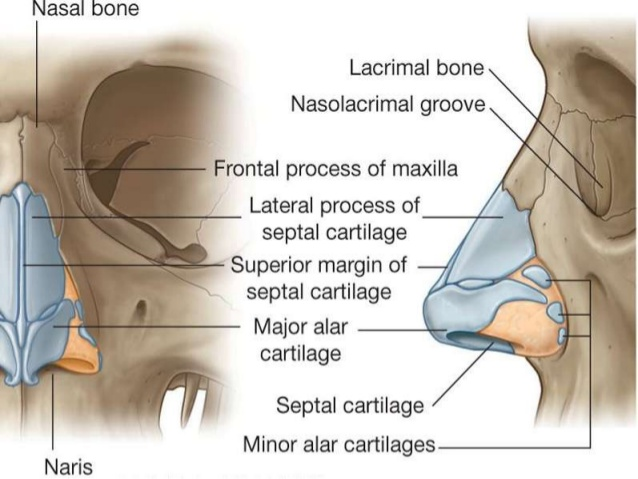 Nasal bone
Lacrimal bone
Nasolacrimal groove
Frontal process of maxilla
Lateral process of
septal cartilage
Superior margin of
septal cartilage
Major alar
cartilage
Septal cartilage
Minor alar cartilages
Naris